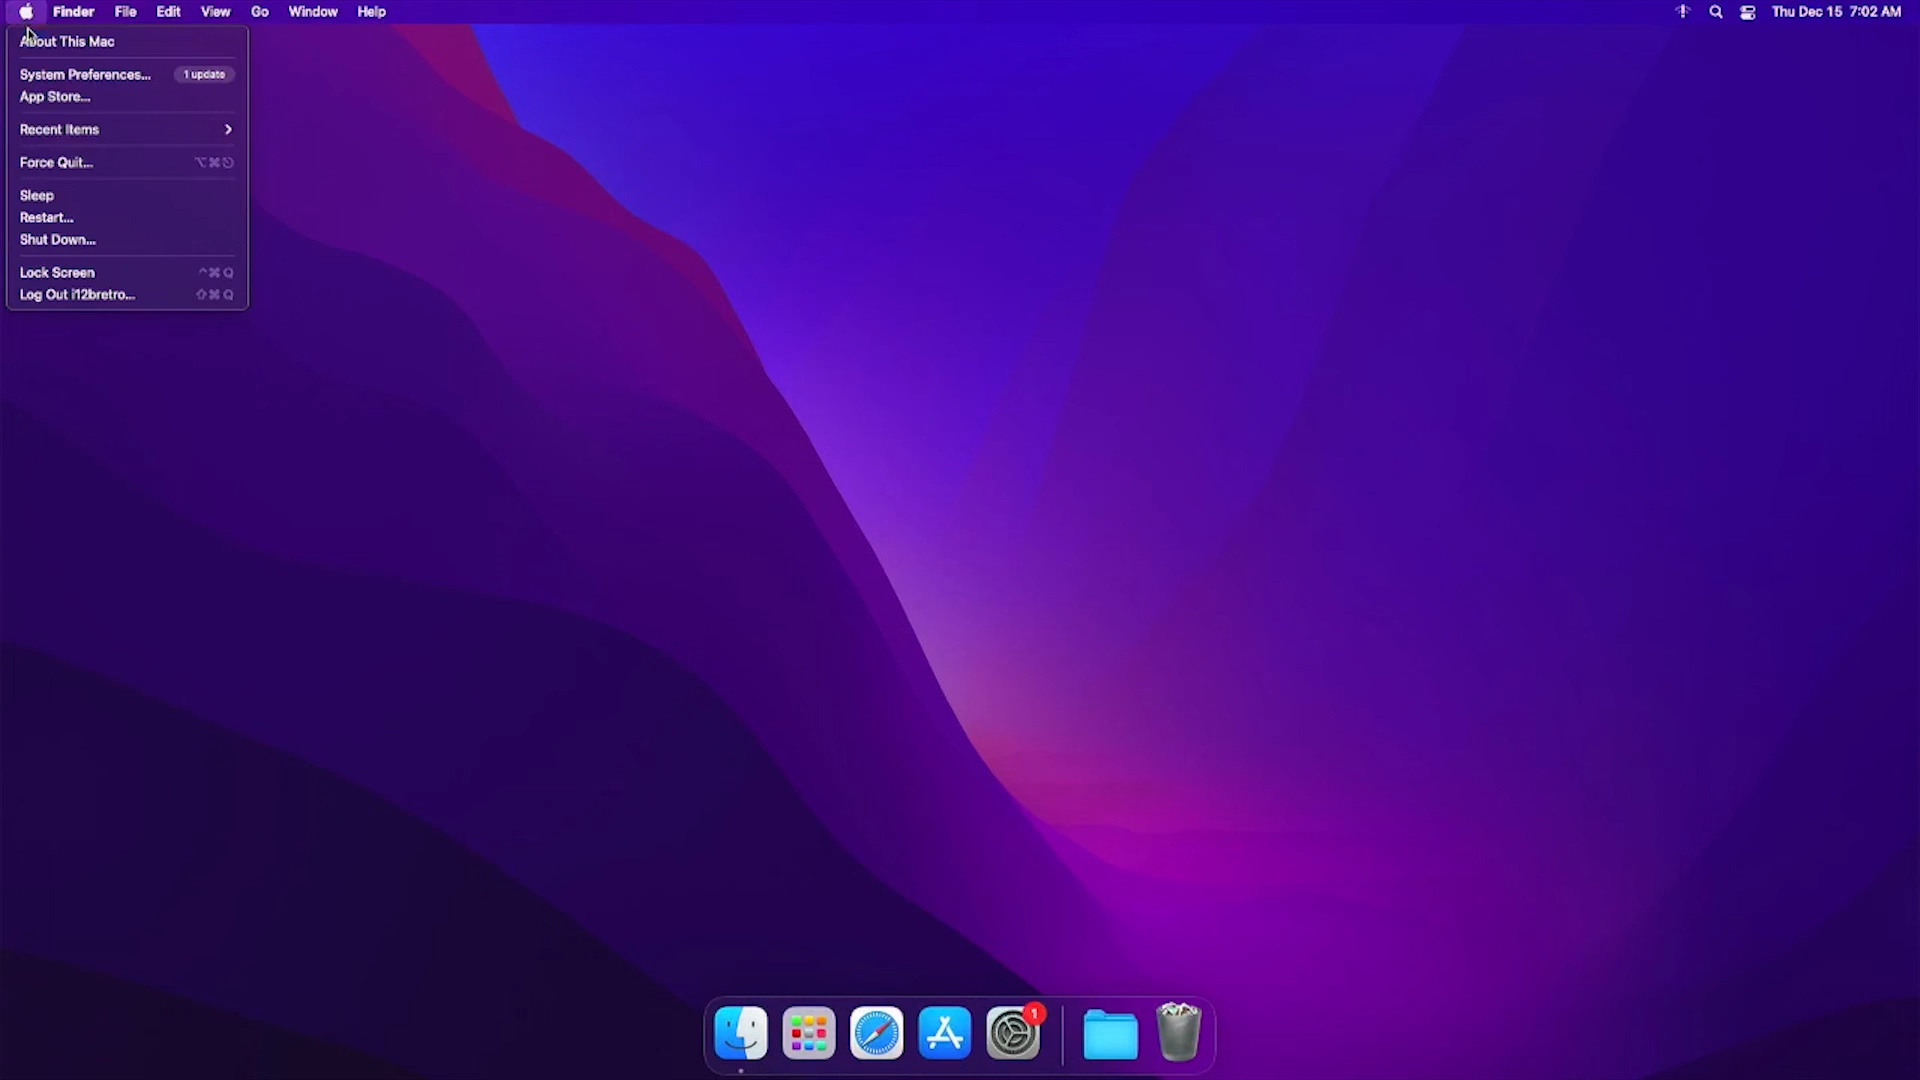 Finder File Edit View Go Window Help
Thu Dec 15 7:02 AM
About This Mac
System Preferences... 1 update
App Store...
Recent Items
Force Quit... ⌥⌘⎋
Sleep
Restart...
Shut Down...
Lock Screen ^⌘Q
Log Out i12bretro... ⇧⌘Q
1